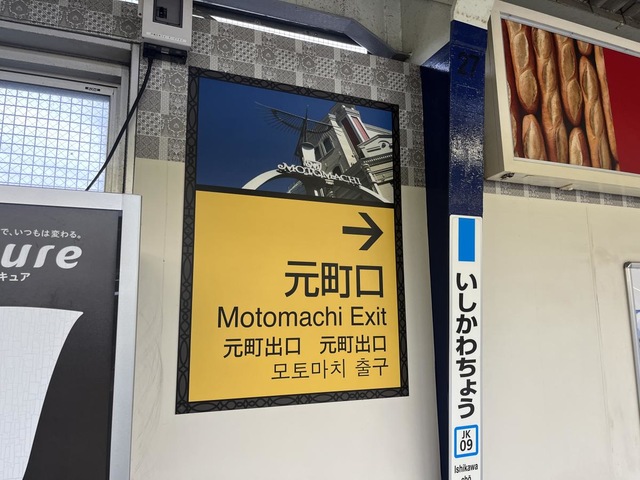 MOTOMACHI
元町口
Motomachi Exit
元町出口 元町出口
모토마치 출구
で、いつもは変わる。
ure
キュア
27
いしかわちょう
JK
09
Ishikawa
chō